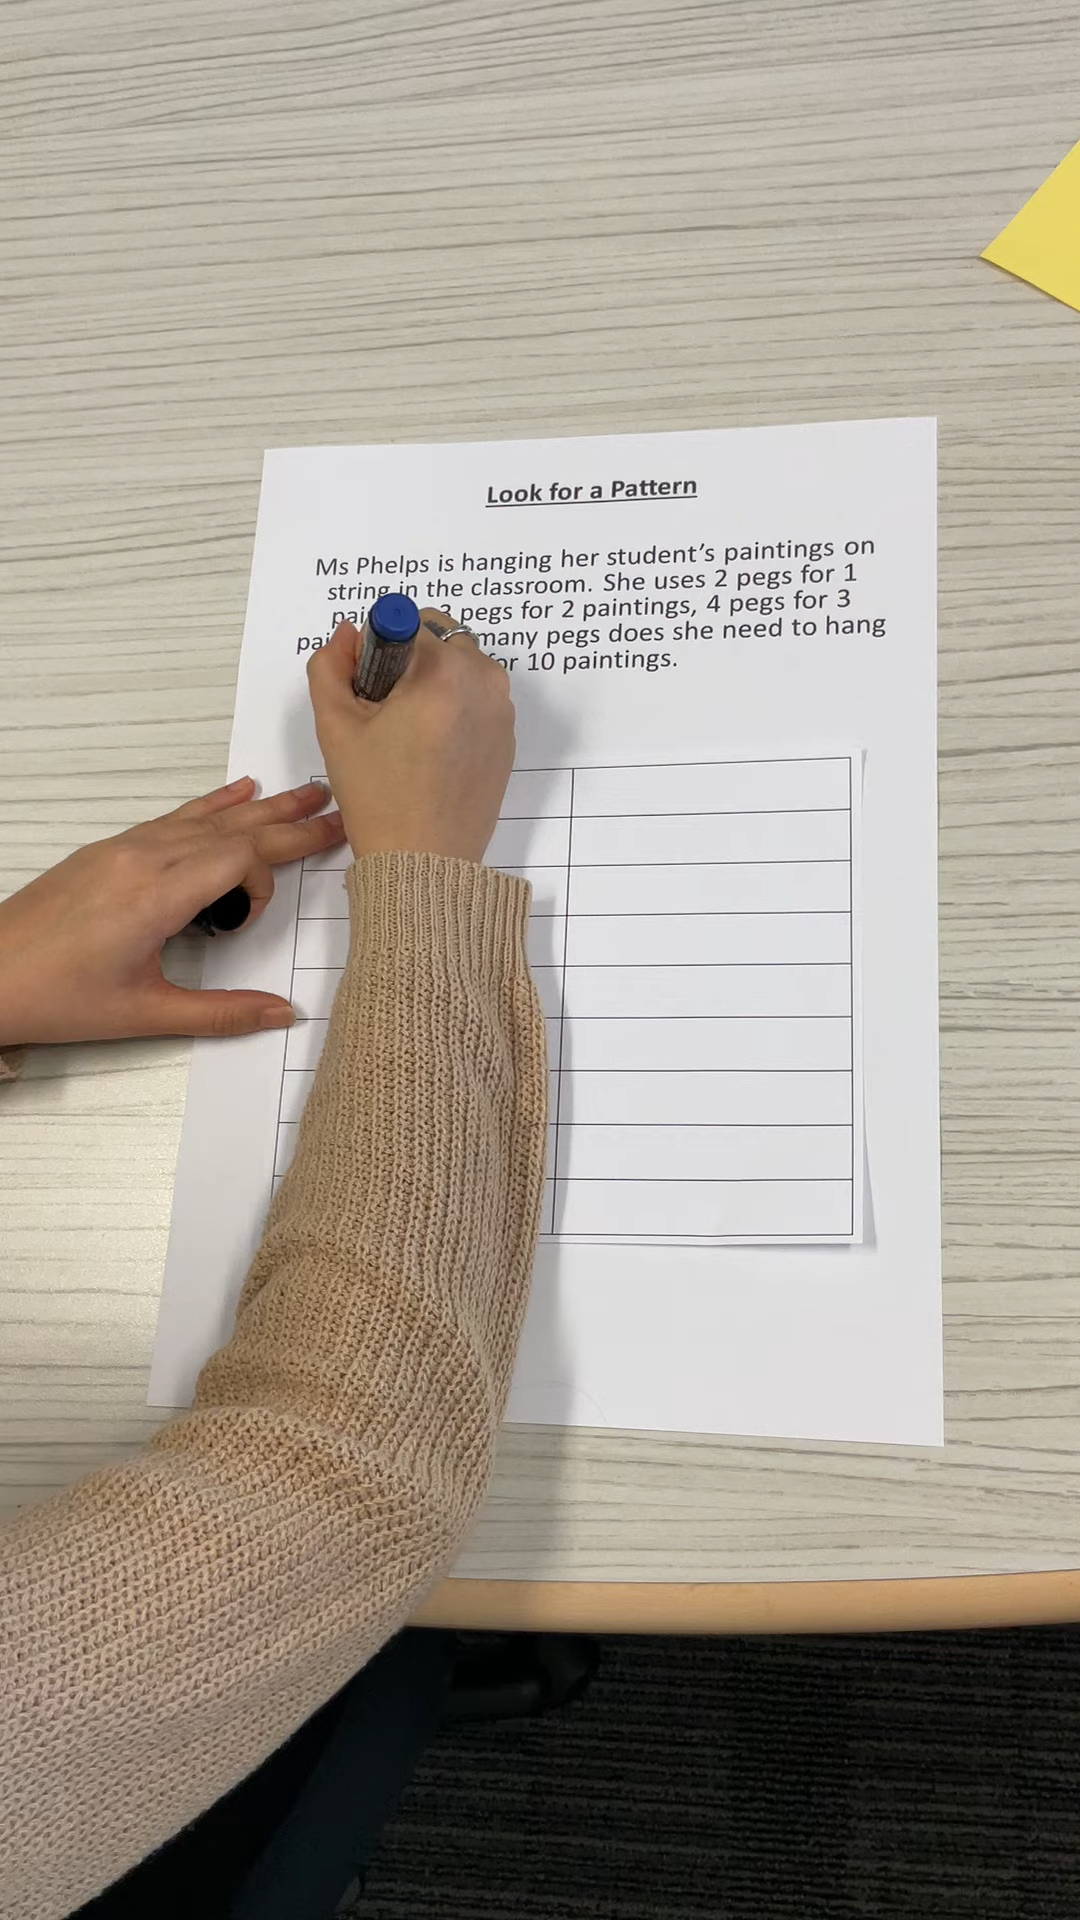 Look for a Pattern
Ms Phelps is hanging her student's paintings on
string in the classroom. She uses 2 pegs for 1
3 pegs for 2 paintings, 4 pegs for 3
many pegs does she need to hang
for 10 paintings.